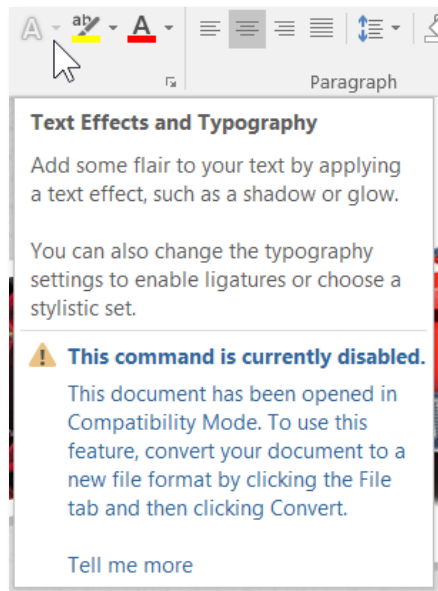 A ab A
Paragraph
Text Effects and Typography
Add some flair to your text by applying
a text effect, such as a shadow or glow.
You can also change the typography
settings to enable ligatures or choose a
stylistic set.
This command is currently disabled.
This document has been opened in
Compatibility Mode. To use this
feature, convert your document to a
new file format by clicking the File
tab and then clicking Convert.
Tell me more